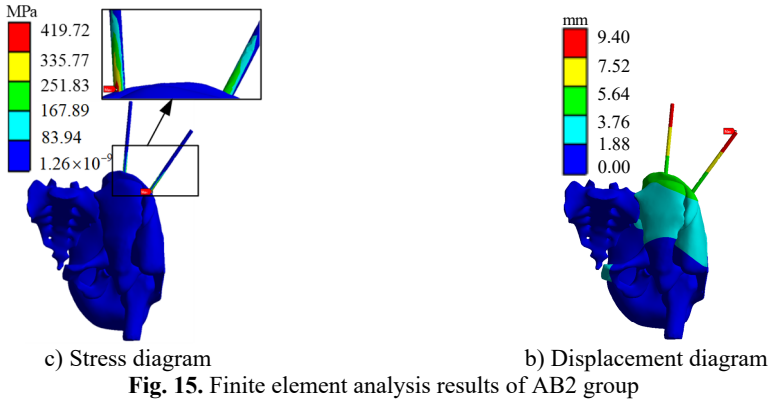 MPa
419.72
335.77
251.83
167.89
83.94
1.26×10⁻⁹
mm
9.40
7.52
5.64
3.76
1.88
0.00
c) Stress diagram
b) Displacement diagram
Fig. 15. Finite element analysis results of AB2 group